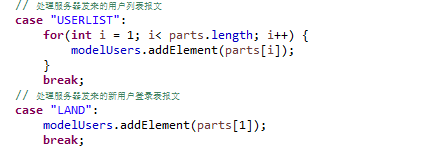 // 处理服务器发来的用户列表报文
case "USERLIST":
for(int i = 1; i< parts.length; i++) {
modelUsers.addElement(parts[i]);
}
break;
// 处理服务器发来的新用户登录表报文
case "LAND":
modelUsers.addElement(parts[1]);
break;